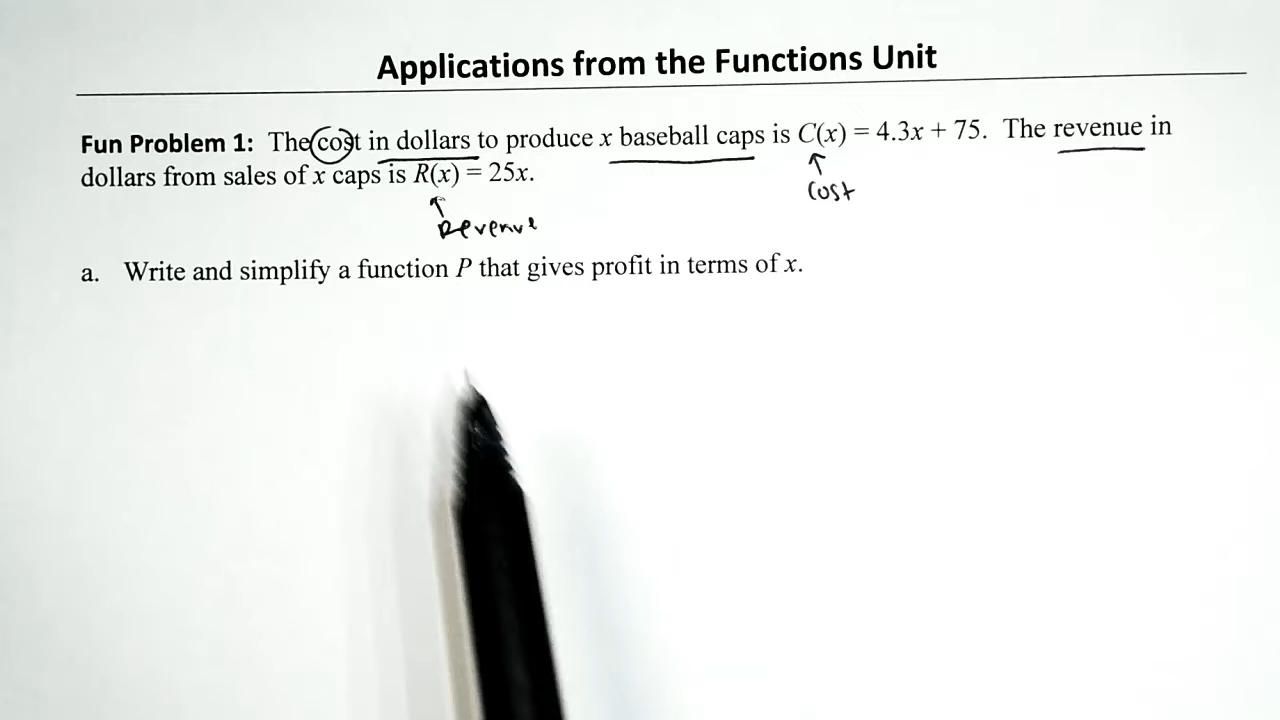 Applications from the Functions Unit
Fun Problem 1: The cost in dollars to produce x baseball caps is C(x) = 4.3x + 75. The revenue in
dollars from sales of x caps is R(x) = 25x.
Cost
Revenue
a. Write and simplify a function P that gives profit in terms of x.